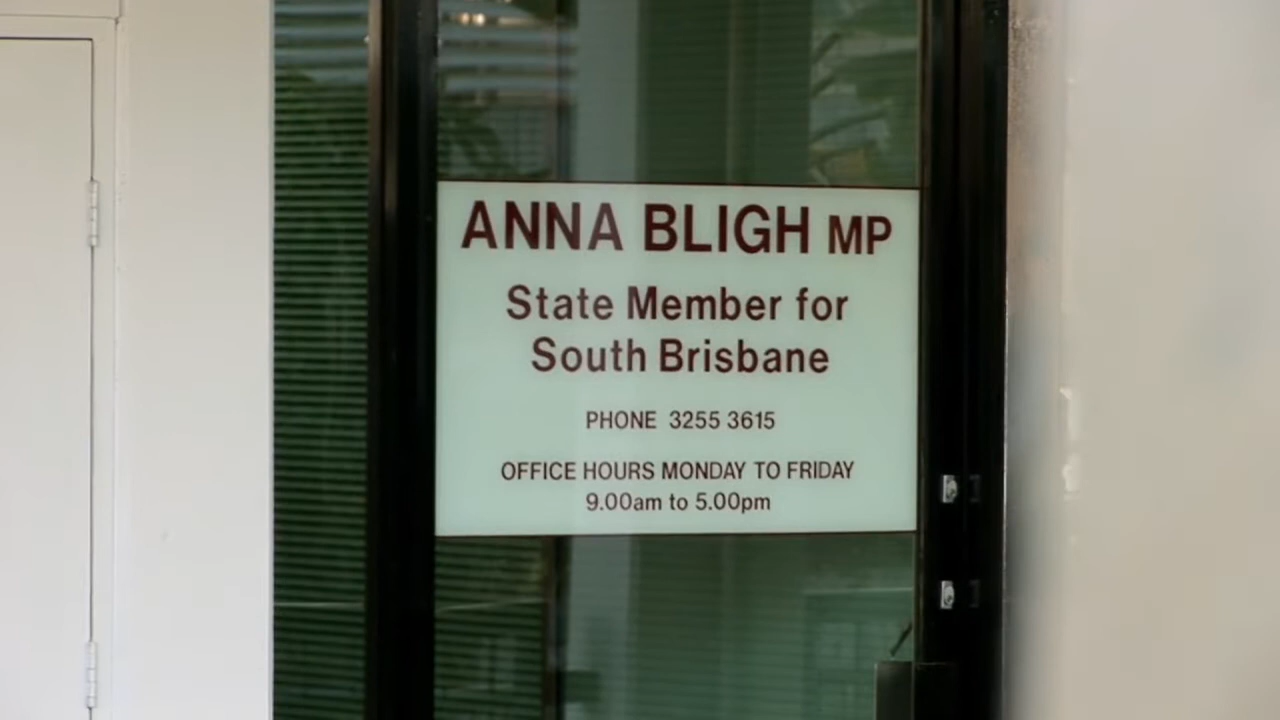 ANNA BLIGH MP
State Member for
South Brisbane
PHONE 3255 3615
OFFICE HOURS MONDAY TO FRIDAY
9.00am to 5.00pm